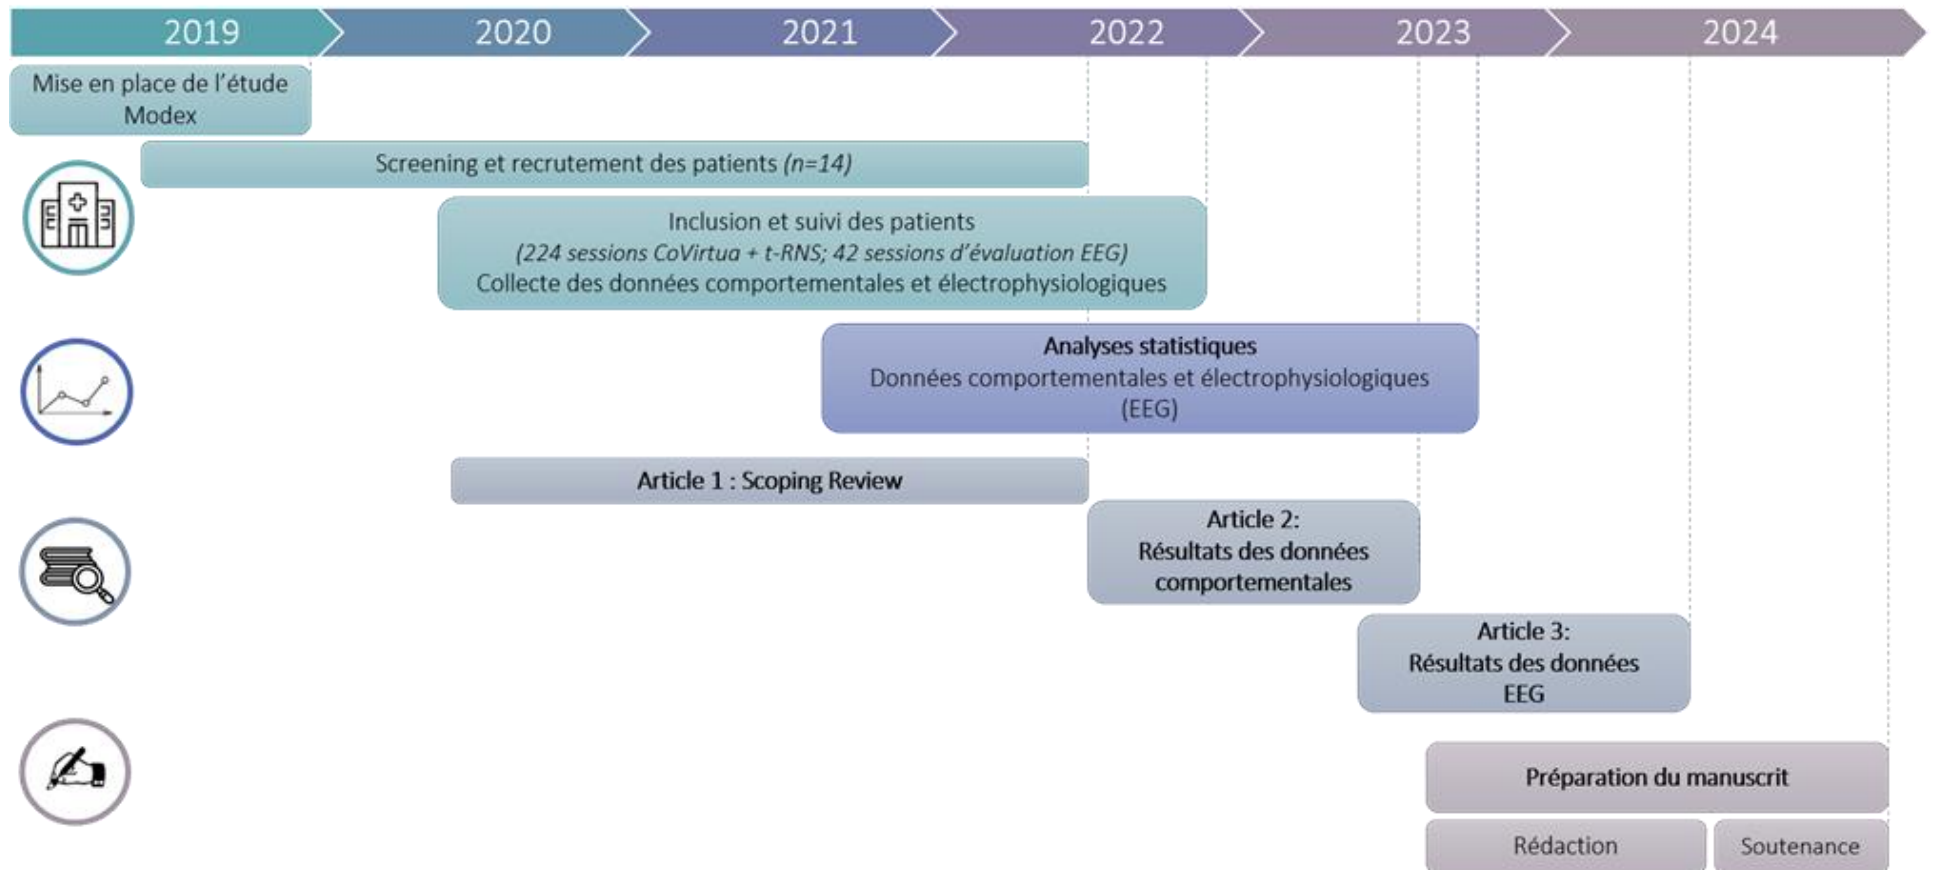 2019
2020
2021
2022
2023
2024
Mise en place de l'étude
Modex
Screening et recrutement des patients (n=14)
Inclusion et suivi des patients
(224 sessions CoVirtua + t-RNS; 42 sessions d'évaluation EEG)
Collecte des données comportementales et électrophysiologiques
Analyses statistiques
Données comportementales et électrophysiologiques
(EEG)
Article 1 : Scoping Review
Article 2:
Résultats des données
comportementales
Article 3:
Résultats des données
EEG
Préparation du manuscrit
Rédaction
Soutenance